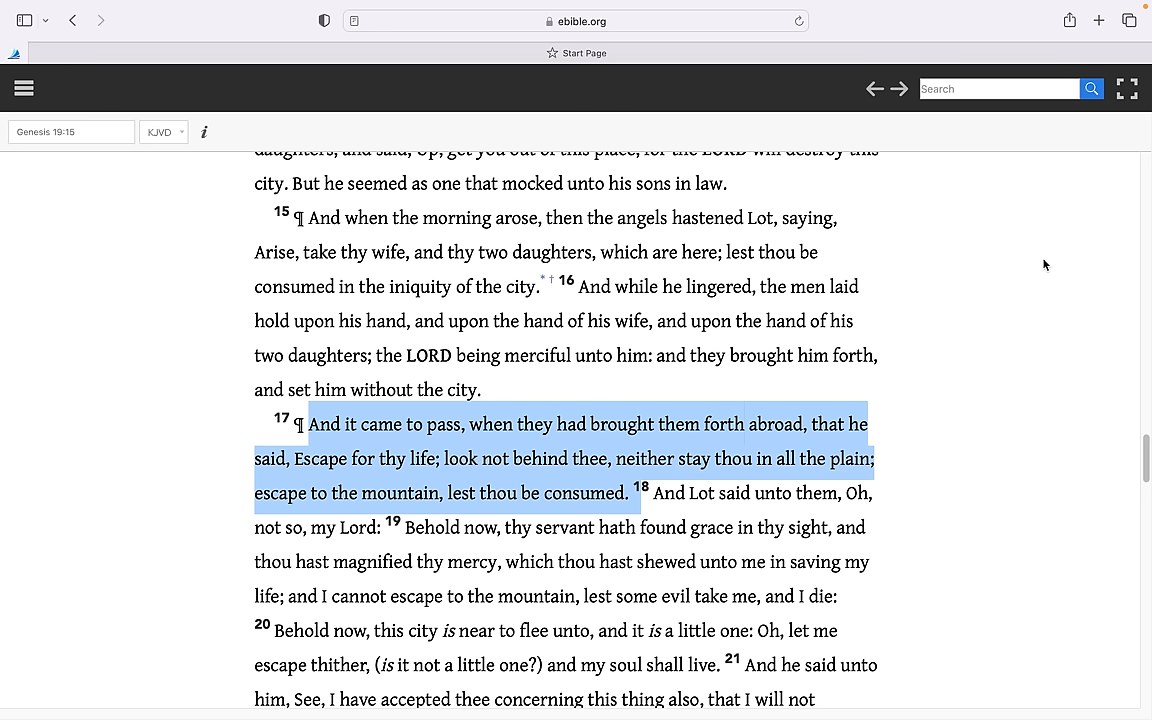 ebible.org
Start Page
Search
Genesis 19:15
KJVD
i
daughters, and said, Up, get you out of this place; for the LORD will destroy this
city. But he seemed as one that mocked unto his sons in law.
15 ¶ And when the morning arose, then the angels hastened Lot, saying,
Arise, take thy wife, and thy two daughters, which are here; lest thou be
consumed in the iniquity of the city.* † 16 And while he lingered, the men laid
hold upon his hand, and upon the hand of his wife, and upon the hand of his
two daughters; the LORD being merciful unto him: and they brought him forth,
and set him without the city.
17 ¶ And it came to pass, when they had brought them forth abroad, that he
said, Escape for thy life; look not behind thee, neither stay thou in all the plain;
escape to the mountain, lest thou be consumed. 18 And Lot said unto them, Oh,
not so, my Lord: 19 Behold now, thy servant hath found grace in thy sight, and
thou hast magnified thy mercy, which thou hast shewed unto me in saving my
life; and I cannot escape to the mountain, lest some evil take me, and I die:
20 Behold now, this city is near to flee unto, and it is a little one: Oh, let me
escape thither, (is it not a little one?) and my soul shall live. 21 And he said unto
him, See, I have accepted thee concerning this thing also, that I will not